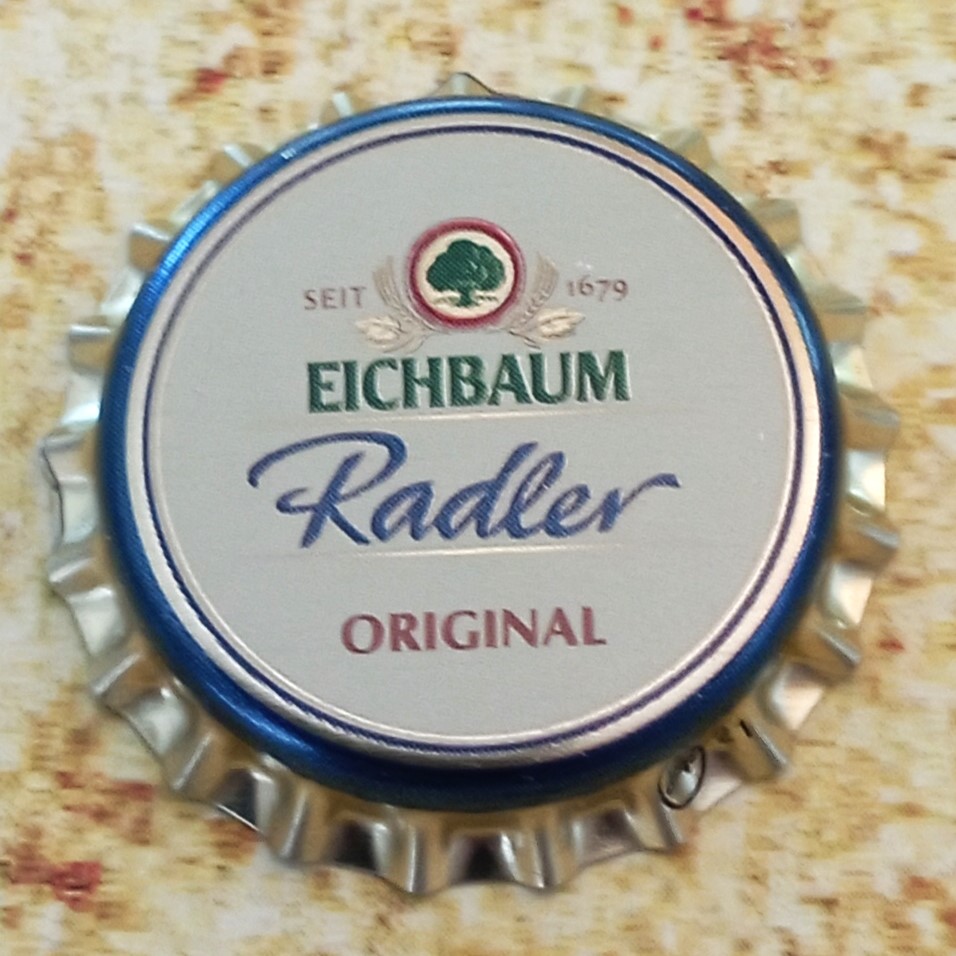 SEIT 1679
EICHBAUM
Radler
ORIGINAL